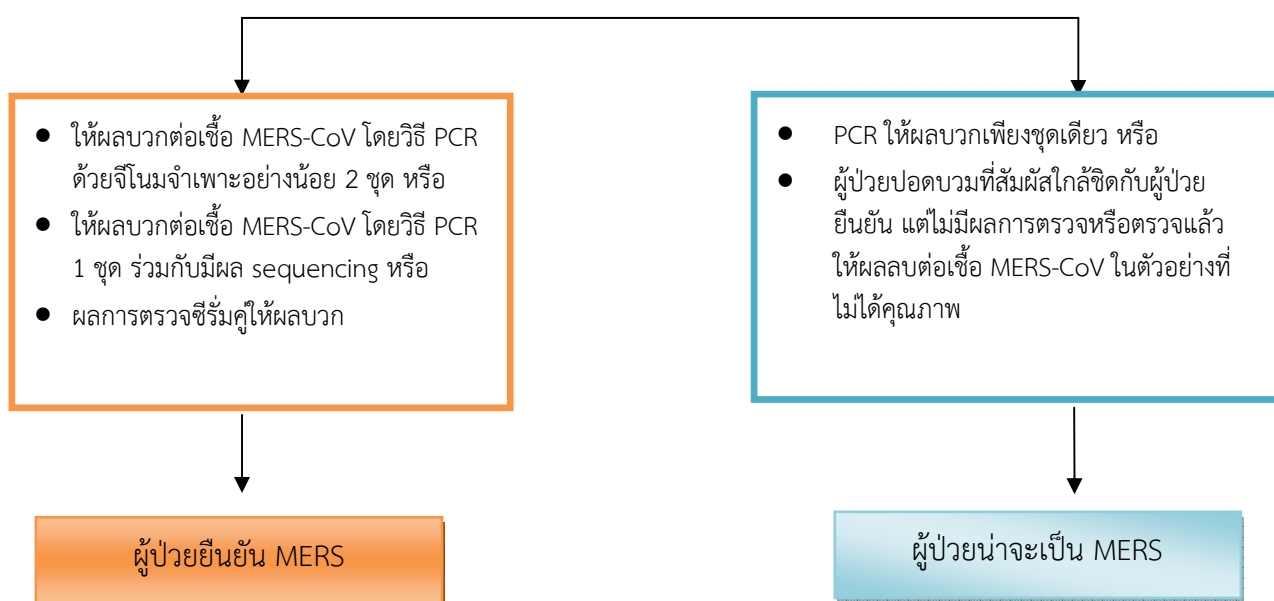 ● ให้ผลบวกต่อเชื้อ MERS-CoV โดยวิธี PCR
ด้วยจีโนมจำเพาะอย่างน้อย 2 ชุด หรือ
● ให้ผลบวกต่อเชื้อ MERS-CoV โดยวิธี PCR
1 ชุด ร่วมกับมีผล sequencing หรือ
● ผลการตรวจซีรั่มคู่ให้ผลบวก
● PCR ให้ผลบวกเพียงชุดเดียว หรือ
● ผู้ป่วยปอดบวมที่สัมผัสใกล้ชิดกับผู้ป่วย
ยืนยัน แต่ไม่มีผลการตรวจหรือตรวจแล้ว
ให้ผลลบต่อเชื้อ MERS-CoV ในตัวอย่างที่
ไม่ได้คุณภาพ
ผู้ป่วยยืนยัน MERS
ผู้ป่วยน่าจะเป็น MERS